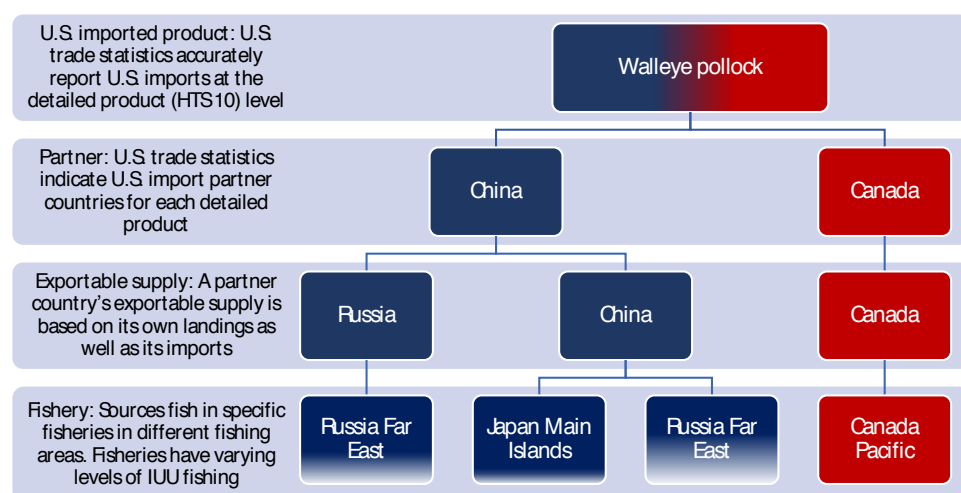 U.S. imported product: U.S.
trade statistics accurately
report U.S. imports at the
detailed product (HTS10) level
Walleye pollock
Partner: U.S. trade statistics
indicate U.S. import partner
countries for each detailed
product
China
Canada
Exportable supply: A partner
country's exportable supply is
based on its own landings as
well as its imports
Russia
China
Canada
Fishery: Sources fish in specific
fisheries in different fishing
areas. Fisheries have varying
levels of IUU fishing
Russia Far
East
Japan Main
Islands
Russia Far
East
Canada
Pacific